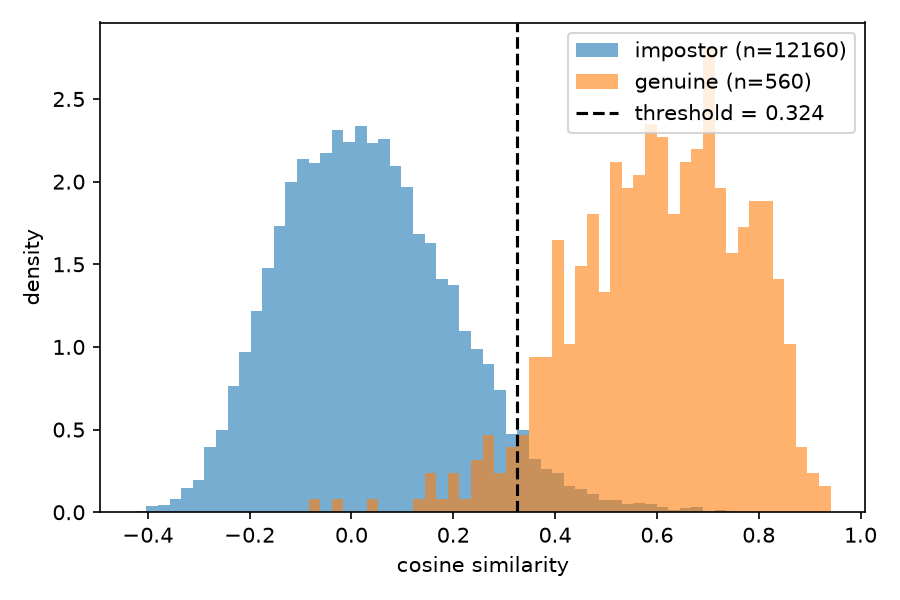 impostor (n=12160)
genuine (n=560)
threshold = 0.324
density
2.5
2.0
1.5
1.0
0.5
0.0
−0.4 −0.2 0.0 0.2 0.4 0.6 0.8 1.0
cosine similarity